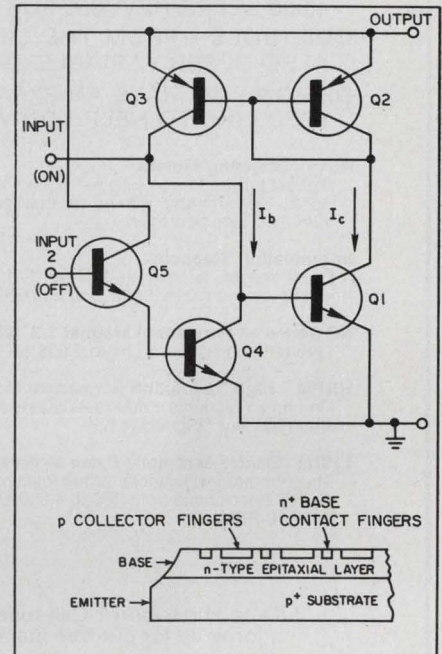 OUTPUT
Q3
Q2
INPUT
1
(ON)
Ib
Ic
INPUT
2
(OFF)
Q5
Q1
Q4
p COLLECTOR FINGERS
n+ BASE
CONTACT FINGERS
BASE
n-TYPE EPITAXIAL LAYER
EMITTER
p+ SUBSTRATE